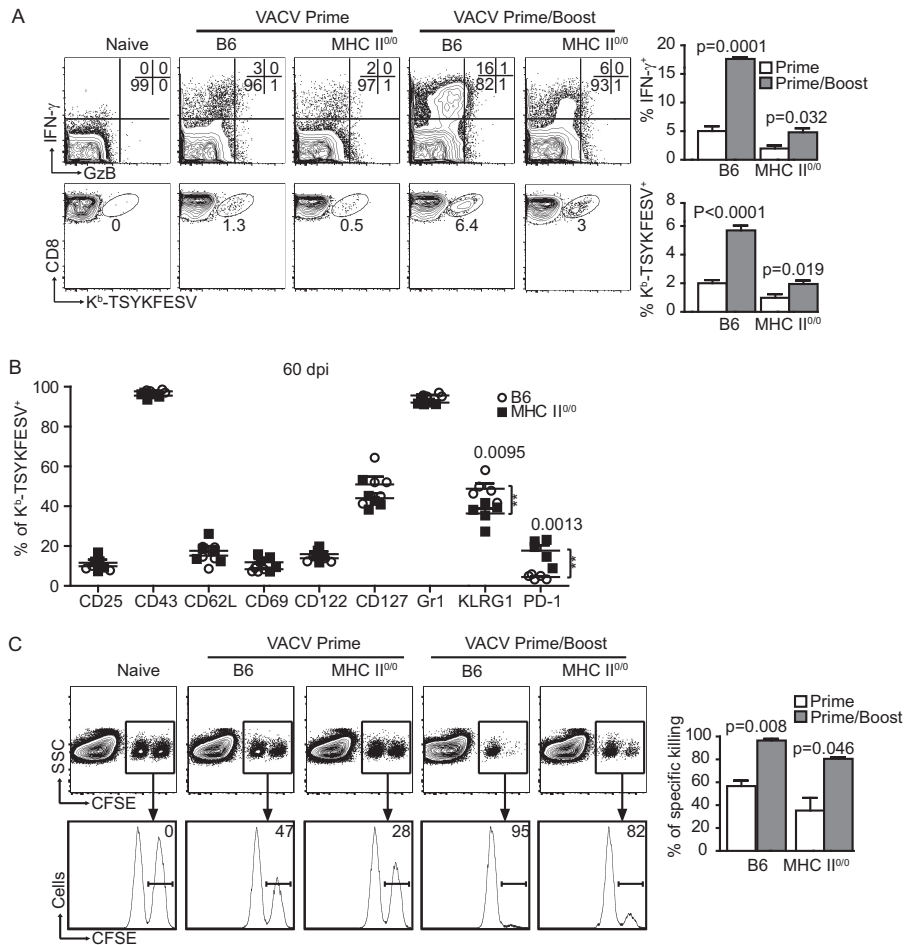 A
VACV Prime
VACV Prime/Boost
Naive
B6
MHC II⁰/⁰
B6
MHC II⁰/⁰
0 0
99 0
3 0
96 1
2 0
97 1
16 1
82 1
6 0
93 1
IFN-γ
GzB
0
1.3
0.5
6.4
3
CD8
Kᵇ-TSYKFESV
p=0.0001
Prime
Prime/Boost
p=0.032
% IFN-γ⁺
20
15
10
5
0
B6
MHC II⁰/⁰
P<0.0001
p=0.019
% Kᵇ-TSYKFESV⁺
6
4
2
0
B6
MHC II⁰/⁰
B
60 dpi
B6
MHC II⁰/⁰
% of Kᵇ-TSYKFESV⁺
100
80
60
40
20
0
0.0095
**
0.0013
**
CD25 CD43 CD62L CD69 CD122 CD127 Gr1 KLRG1 PD-1
C
VACV Prime
VACV Prime/Boost
Naive
B6
MHC II⁰/⁰
B6
MHC II⁰/⁰
SSC
CFSE
0
47
28
95
82
Cells
CFSE
Prime
Prime/Boost
p=0.008
p=0.046
% of specific killing
100
80
60
40
20
0
B6
MHC II⁰/⁰